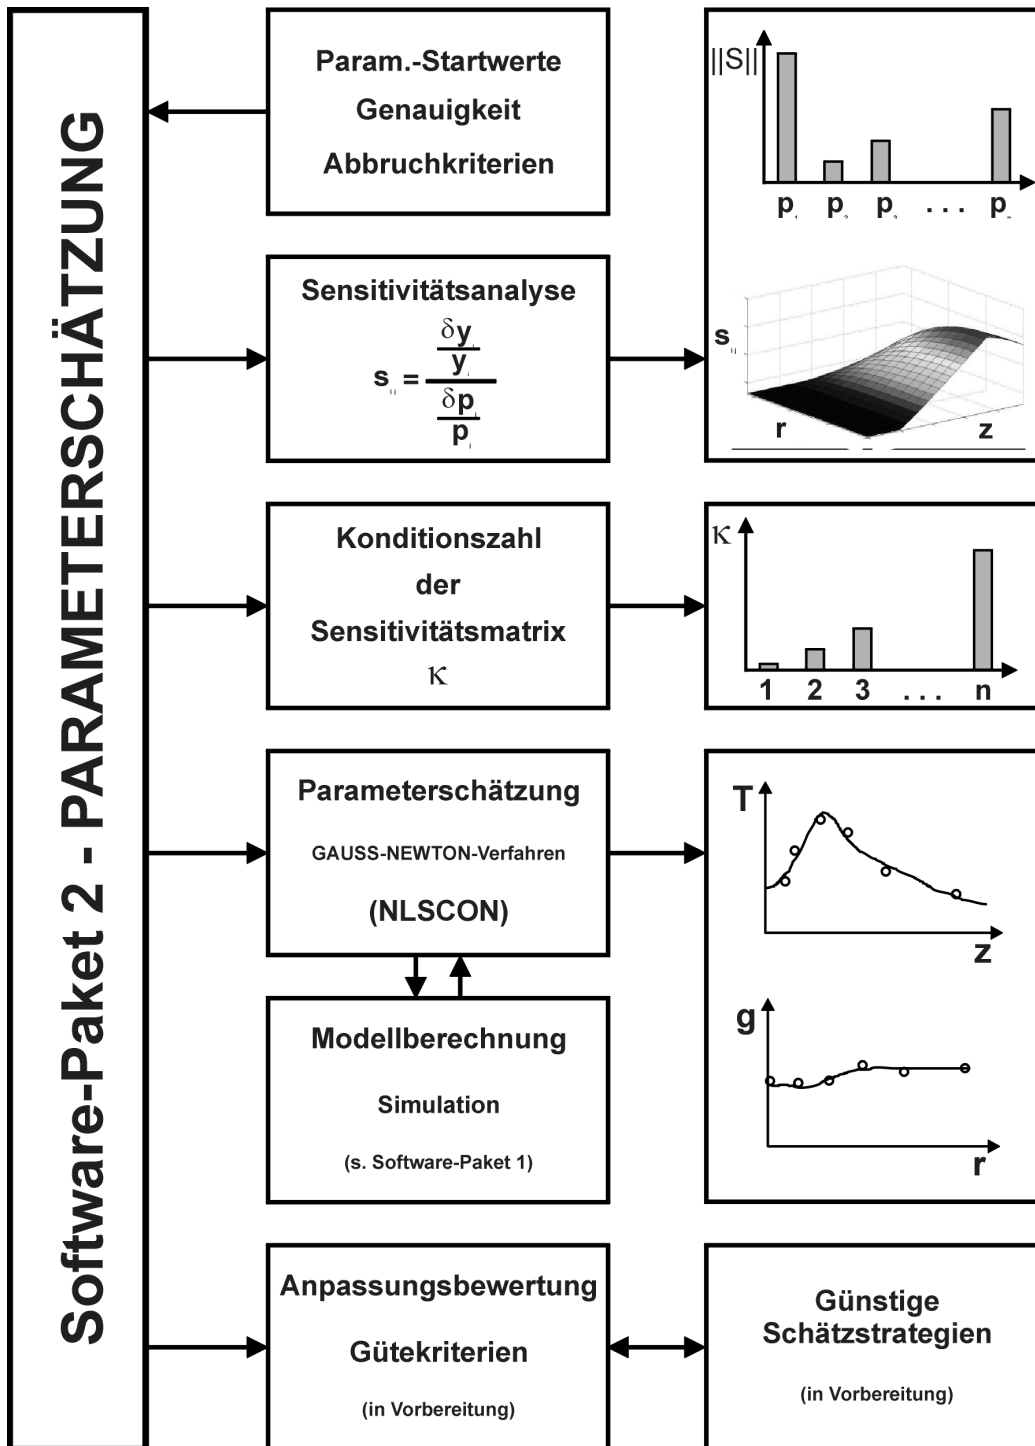 Software-Paket 2 - PARAMETERSCHÄTZUNG
Param.-Startwerte
Genauigkeit
Abbruchkriterien
||S||
p p p . . . p
Sensitivitätsanalyse
s = δy/y / δp/p
s
r z
Konditionszahl
der
Sensitivitätsmatrix
κ
κ
1 2 3 . . . n
Parameterschätzung
GAUSS-NEWTON-Verfahren
(NLSCON)
T
z
Modellberechnung
Simulation
(s. Software-Paket 1)
g
r
Anpassungsbewertung
Gütekriterien
(in Vorbereitung)
Günstige
Schätzstrategien
(in Vorbereitung)